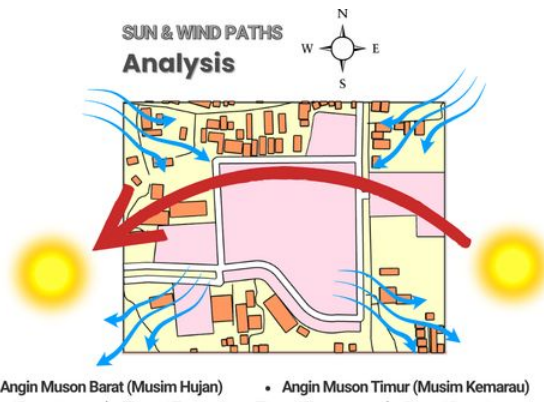 SUN & WIND PATHS
Analysis
N
W E
S
Angin Muson Barat (Musim Hujan)
• Angin Muson Timur (Musim Kemarau)